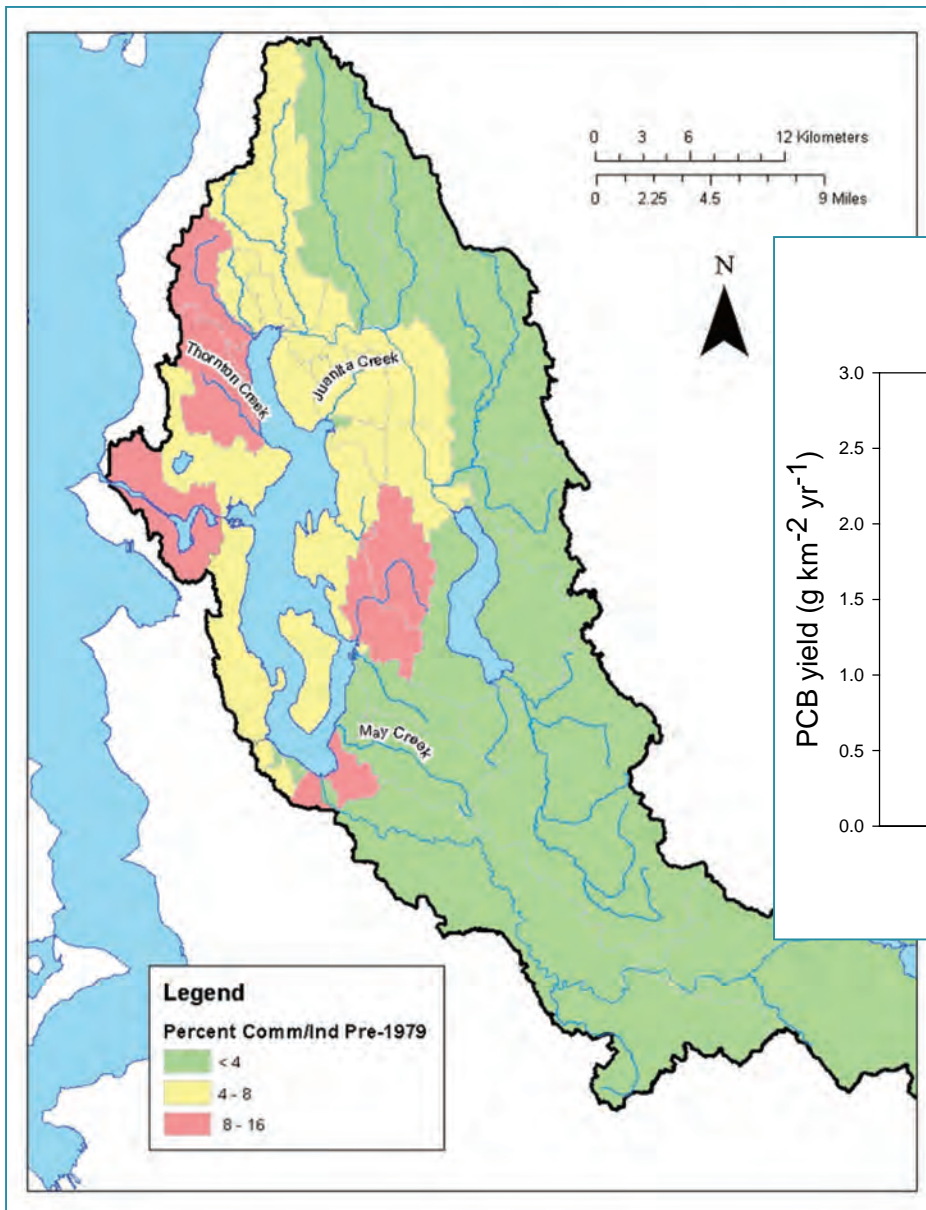 0 3 6 12 Kilometers
0 2.25 4.5 9 Miles
N
Thornton Creek
Juanita Creek
May Creek
Legend
Percent Comm/Ind Pre-1979
< 4
4 - 8
8 - 16
PCB yield (g km-2 yr-1)
3.0
2.5
2.0
1.5
1.0
0.5
0.0